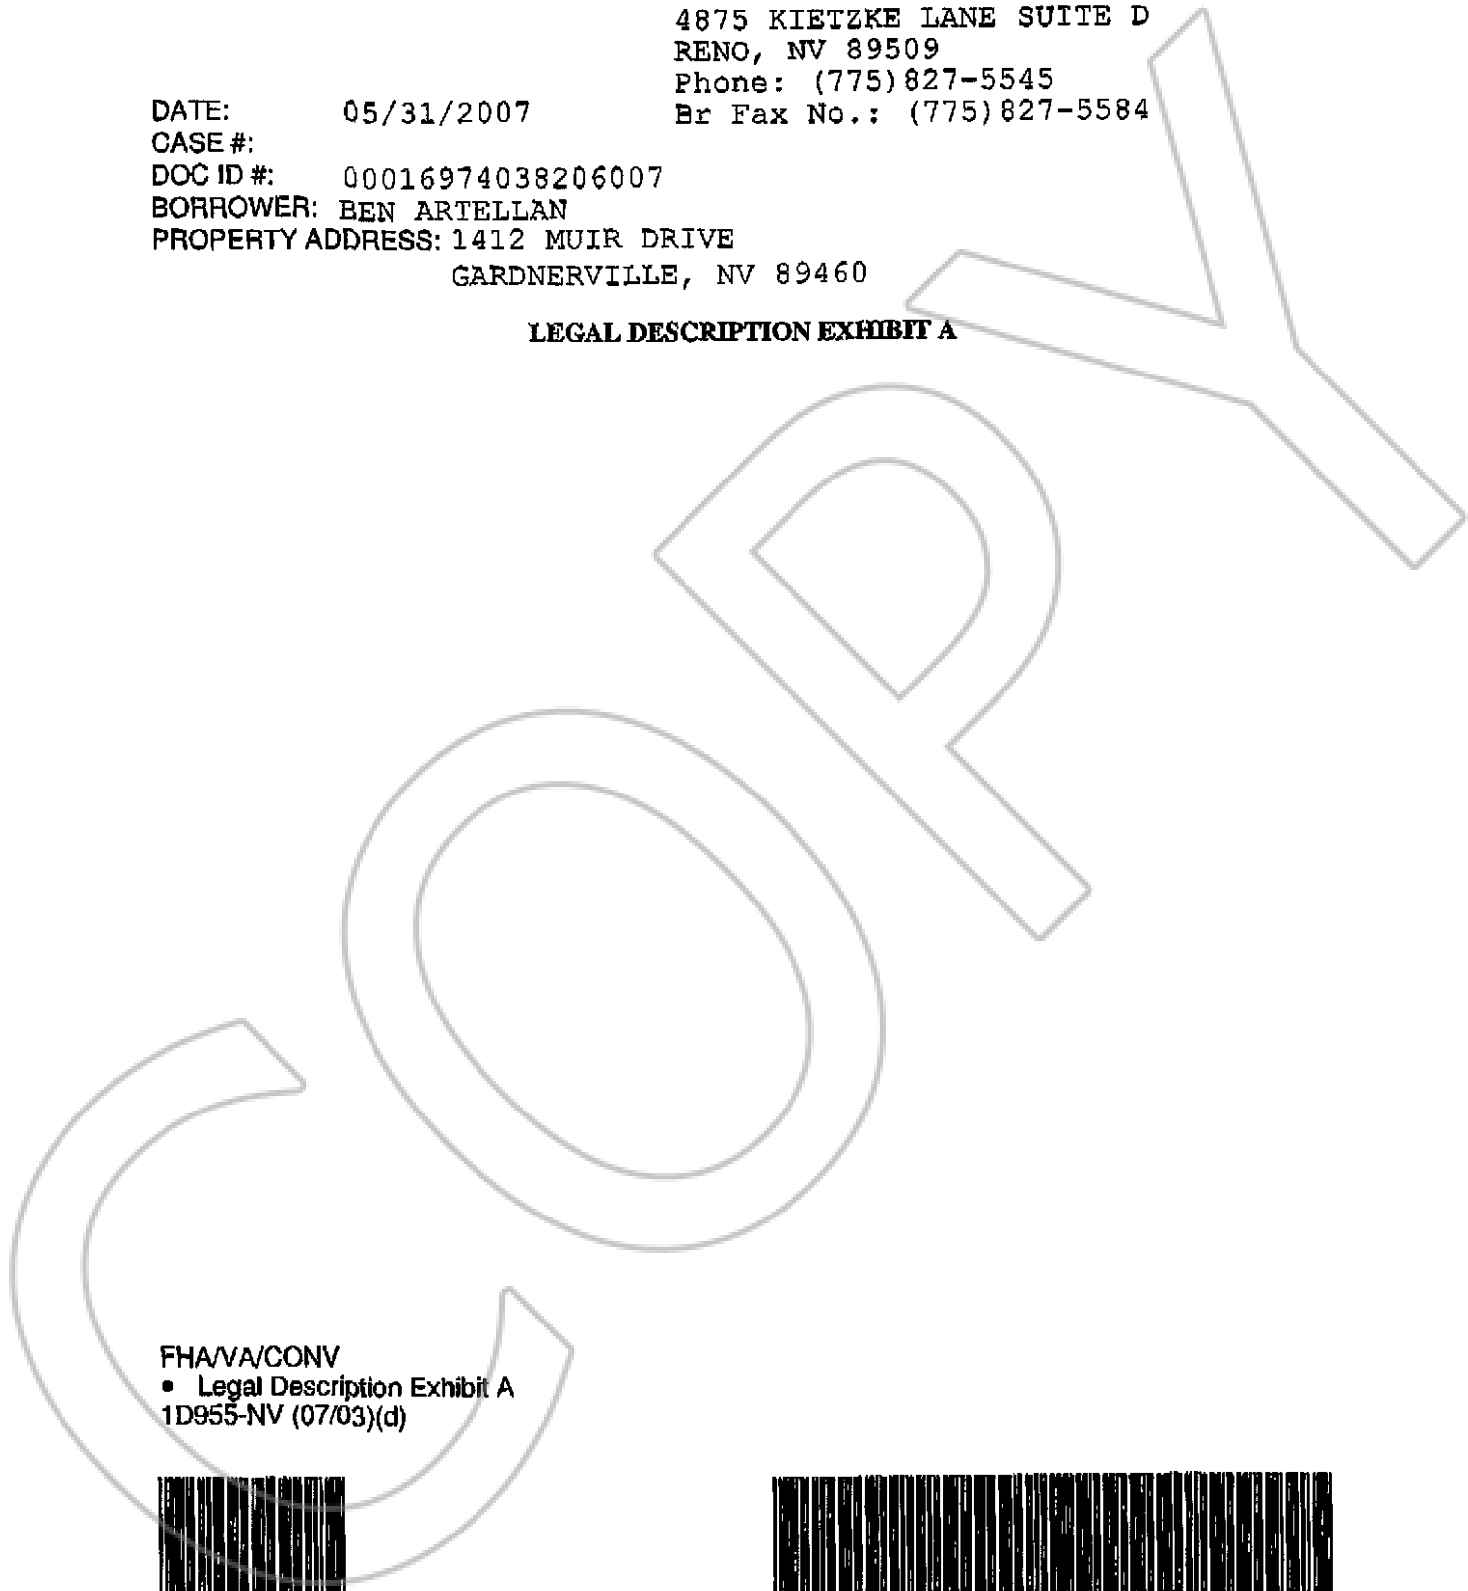 4875 KIETZKE LANE SUITE D
RENO, NV 89509
Phone: (775)827-5545
Br Fax No.: (775)827-5584
DATE: 05/31/2007
CASE #:
DOC ID #: 00016974038206007
BORROWER: BEN ARTELLAN
PROPERTY ADDRESS: 1412 MUIR DRIVE
GARDNERVILLE, NV 89460
LEGAL DESCRIPTION EXHIBIT A
COPY
FHA/VA/CONV
• Legal Description Exhibit A
1D955-NV (07/03)(d)